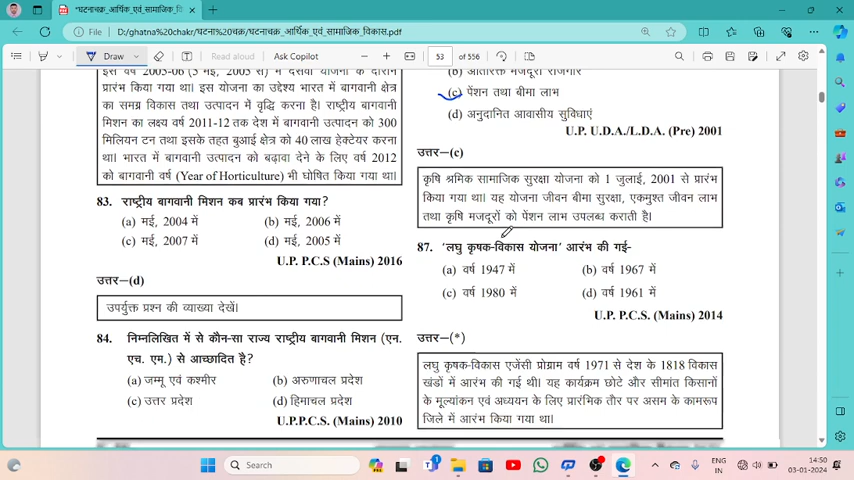 *घटनाचक्र_आर्थिक_एवं_सामाजिक_वि
D:/ghatna%20chakr/घटना%20चक्र_आर्थिक_एवं_सामाजिक_विकास.pdf
Draw
Read aloud
Ask Copilot
53 of 556
इस वर्ष 2005-06 (5 मई, 2005 से) में दसवीं योजना के दौरान
प्रारंभ किया गया था। इस योजना का उद्देश्य भारत में बागवानी क्षेत्र
का समग्र विकास तथा उत्पादन में वृद्धि करना है। राष्ट्रीय बागवानी
मिशन का लक्ष्य वर्ष 2011-12 तक देश में बागवानी उत्पादन को 300
मिलियन टन तथा इसके तहत बुआई क्षेत्र को 40 लाख हेक्टेयर करना
था। भारत में बागवानी उत्पादन को बढ़ावा देने के लिए वर्ष 2012
को बागवानी वर्ष (Year of Horticulture) भी घोषित किया गया था।
83. राष्ट्रीय बागवानी मिशन कब प्रारंभ किया गया?
(a) मई, 2004 में (b) मई, 2006 में
(c) मई, 2007 में (d) मई, 2005 में
U.P. P.C.S (Mains) 2016
उत्तर—(d)
उपर्युक्त प्रश्न की व्याख्या देखें।
84. निम्नलिखित में से कौन-सा राज्य राष्ट्रीय बागवानी मिशन (एन.
एच. एम.) से आच्छादित है?
(a) जम्मू एवं कश्मीर (b) अरुणाचल प्रदेश
(c) उत्तर प्रदेश (d) हिमाचल प्रदेश
U.P.P.C.S. (Mains) 2010
(b) अतिरिक्त मजदूरी रोजगार
(c) पेंशन तथा बीमा लाभ
(d) अनुदानित आवासीय सुविधाएं
U.P. U.D.A./L.D.A. (Pre) 2001
उत्तर—(c)
कृषि श्रमिक सामाजिक सुरक्षा योजना को 1 जुलाई, 2001 से प्रारंभ
किया गया था। यह योजना जीवन बीमा सुरक्षा, एकमुश्त जीवन लाभ
तथा कृषि मजदूरों को पेंशन लाभ उपलब्ध कराती है।
87. 'लघु कृषक-विकास योजना' आरंभ की गई-
(a) वर्ष 1947 में (b) वर्ष 1967 में
(c) वर्ष 1980 में (d) वर्ष 1961 में
U.P. P.C.S. (Mains) 2014
उत्तर—(*)
लघु कृषक-विकास एजेंसी प्रोग्राम वर्ष 1971 से देश के 1818 विकास
खंडों में आरंभ की गई थी। यह कार्यक्रम छोटे और सीमांत किसानों
के मूल्यांकन एवं अध्ययन के लिए प्रारंभिक तौर पर असम के कामरूप
जिले में आरंभ किया गया था।
Search
ENG
IN
14:50
03-01-2024